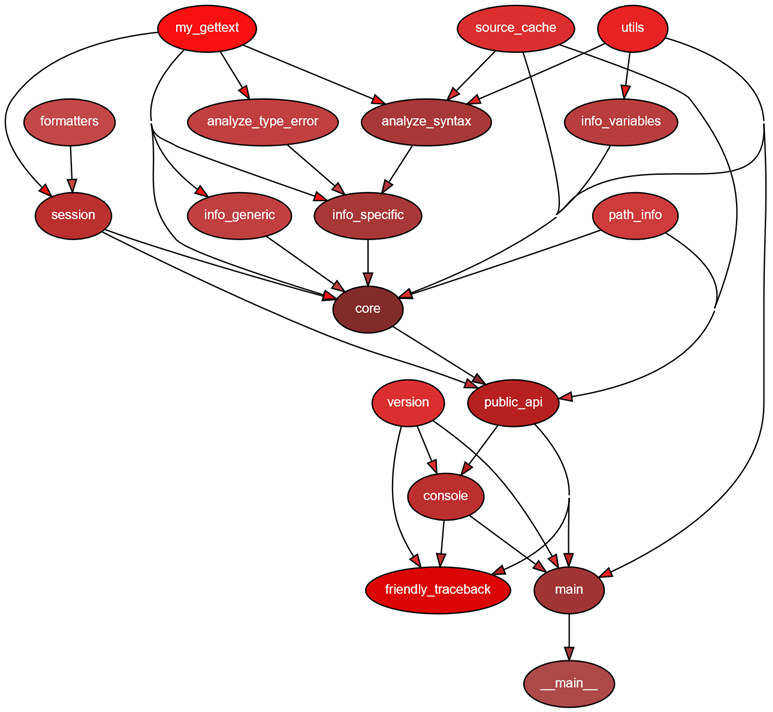 my_gettext
source_cache
utils
formatters
analyze_type_error
analyze_syntax
info_variables
session
info_generic
info_specific
path_info
core
version
public_api
console
friendly_traceback
main
__main__